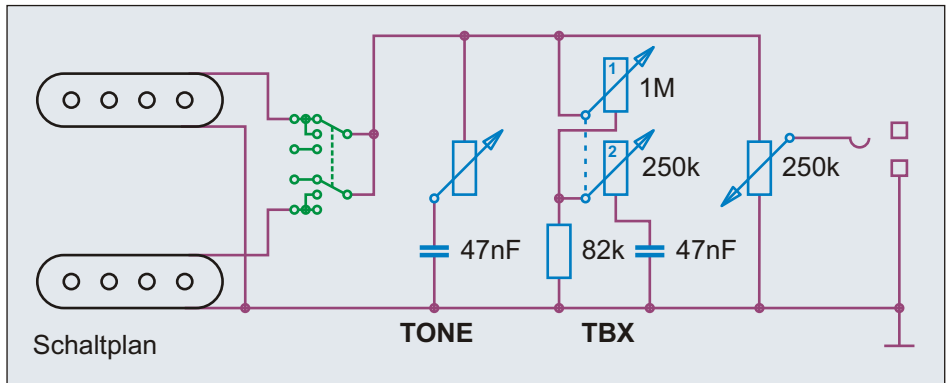 1
1M
2
250k
250k
47nF
82k
47nF
TONE
TBX
Schaltplan